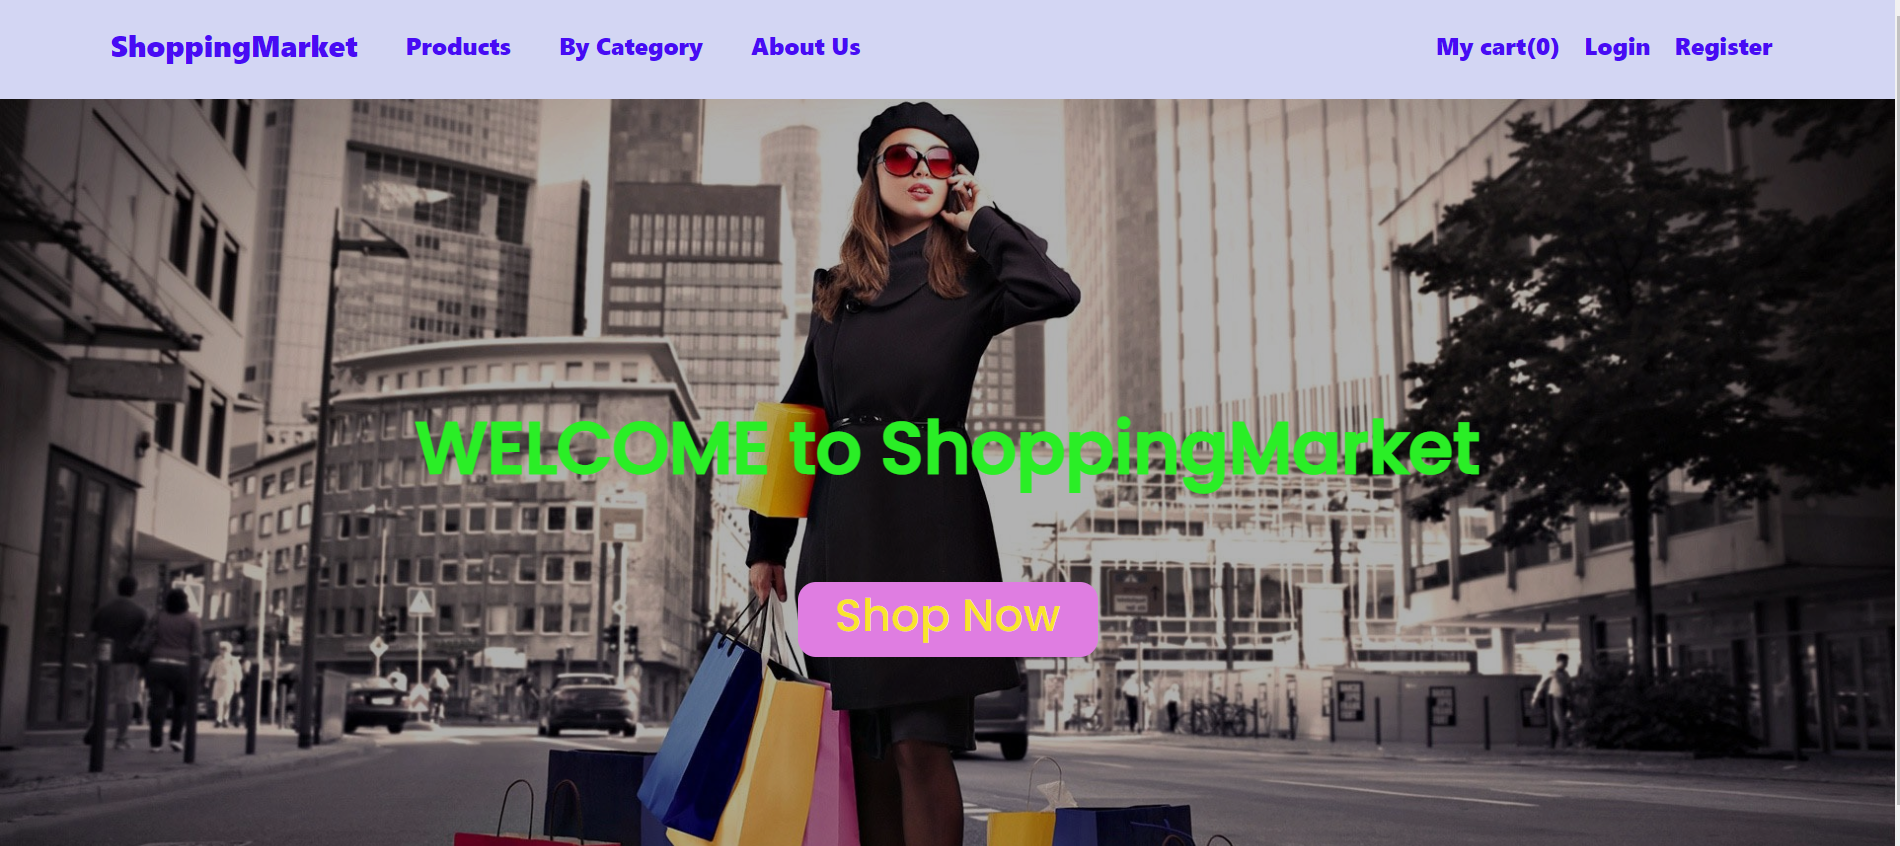 ShoppingMarket Products By Category About Us My cart(0) Login Register
WELCOME to ShoppingMarket
Shop Now